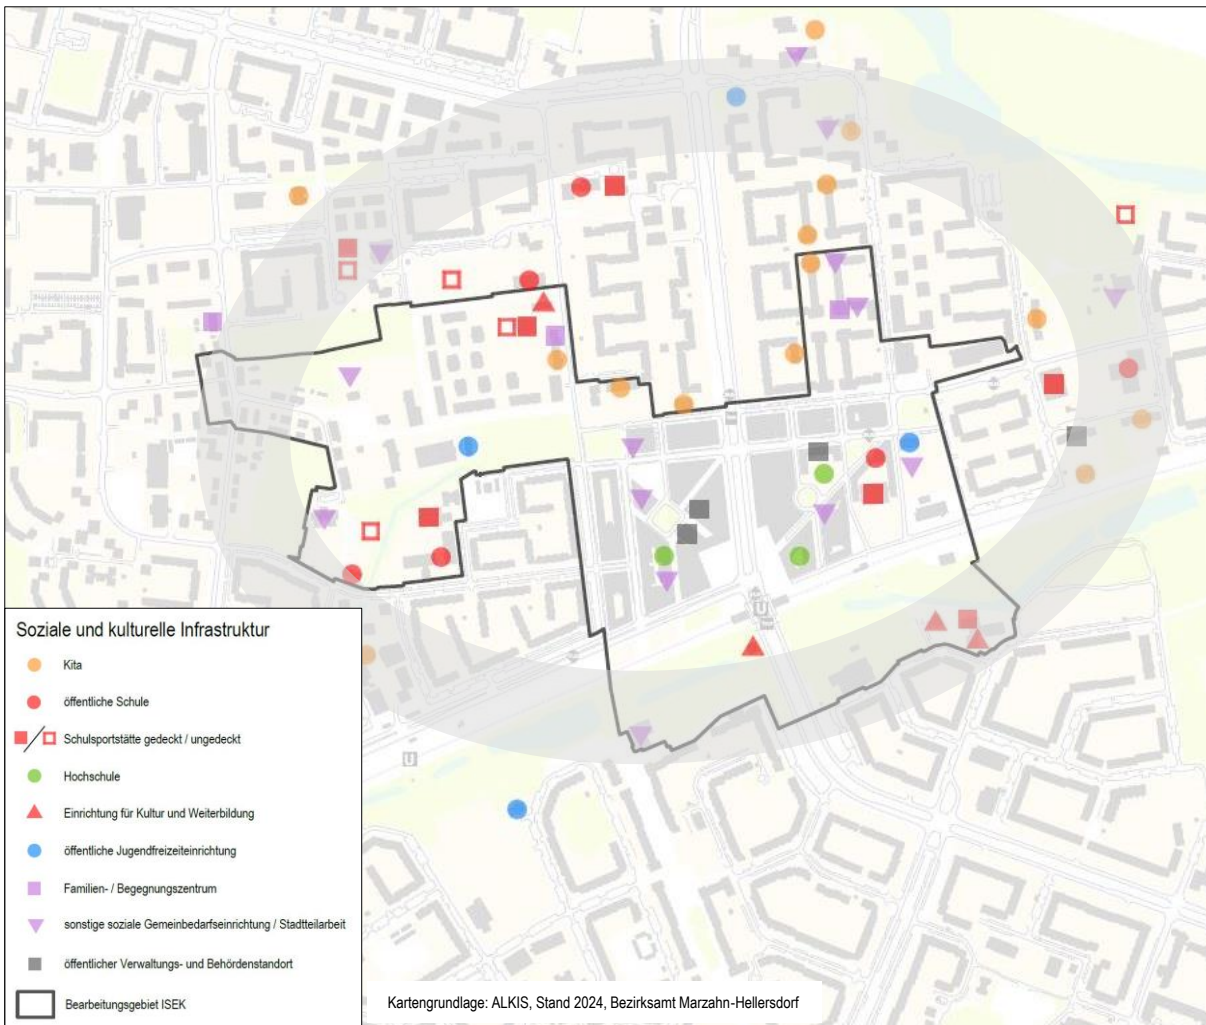 U
U
Soziale und kulturelle Infrastruktur
Kita
öffentliche Schule
Schulsportstätte gedeckt / ungedeckt
Hochschule
Einrichtung für Kultur und Weiterbildung
öffentliche Jugendfreizeiteinrichtung
Familien- / Begegnungszentrum
sonstige soziale Gemeinbedarfseinrichtung / Stadtteilarbeit
öffentlicher Verwaltungs- und Behördenstandort
Bearbeitungsgebiet ISEK
Kartengrundlage: ALKIS, Stand 2024, Bezirksamt Marzahn-Hellersdorf